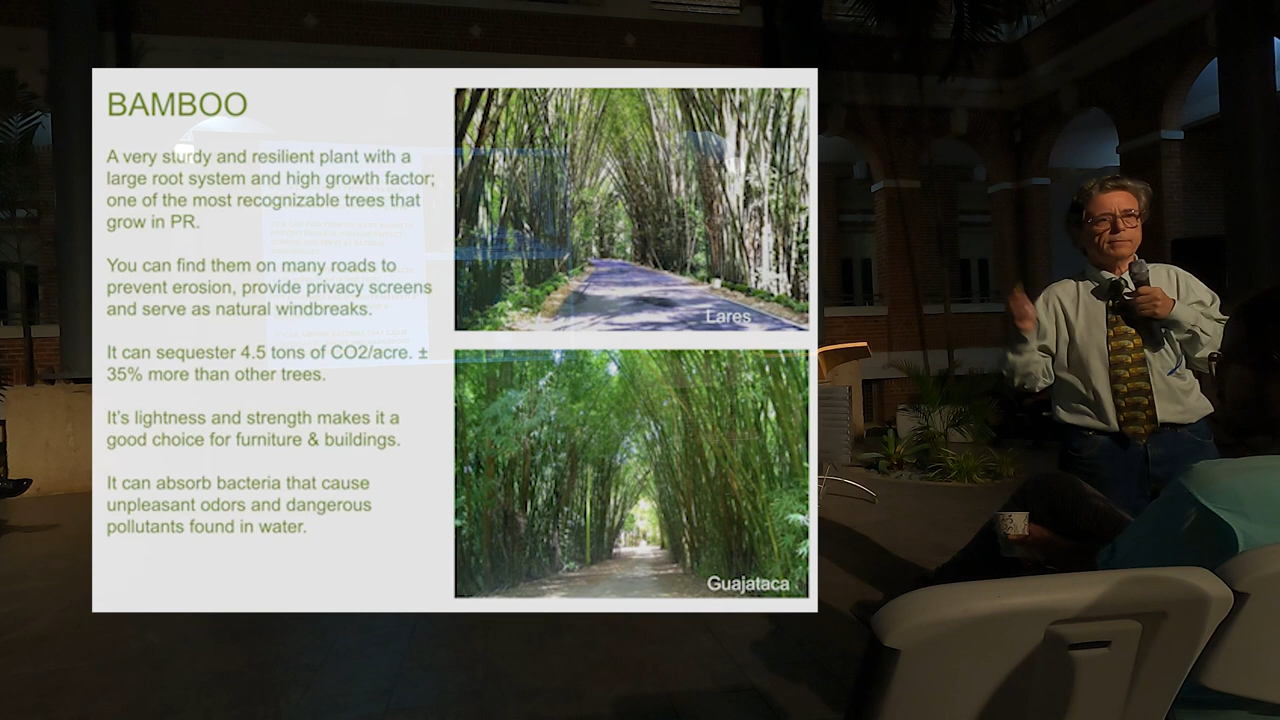 BAMBOO
A very sturdy and resilient plant with a
large root system and high growth factor;
one of the most recognizable trees that
grow in PR.
You can find them on many roads to
prevent erosion, provide privacy screens
and serve as natural windbreaks.
It can sequester 4.5 tons of CO2/acre. ±
35% more than other trees.
It's lightness and strength makes it a
good choice for furniture & buildings.
It can absorb bacteria that cause
unpleasant odors and dangerous
pollutants found in water.
Lares
Guajataca